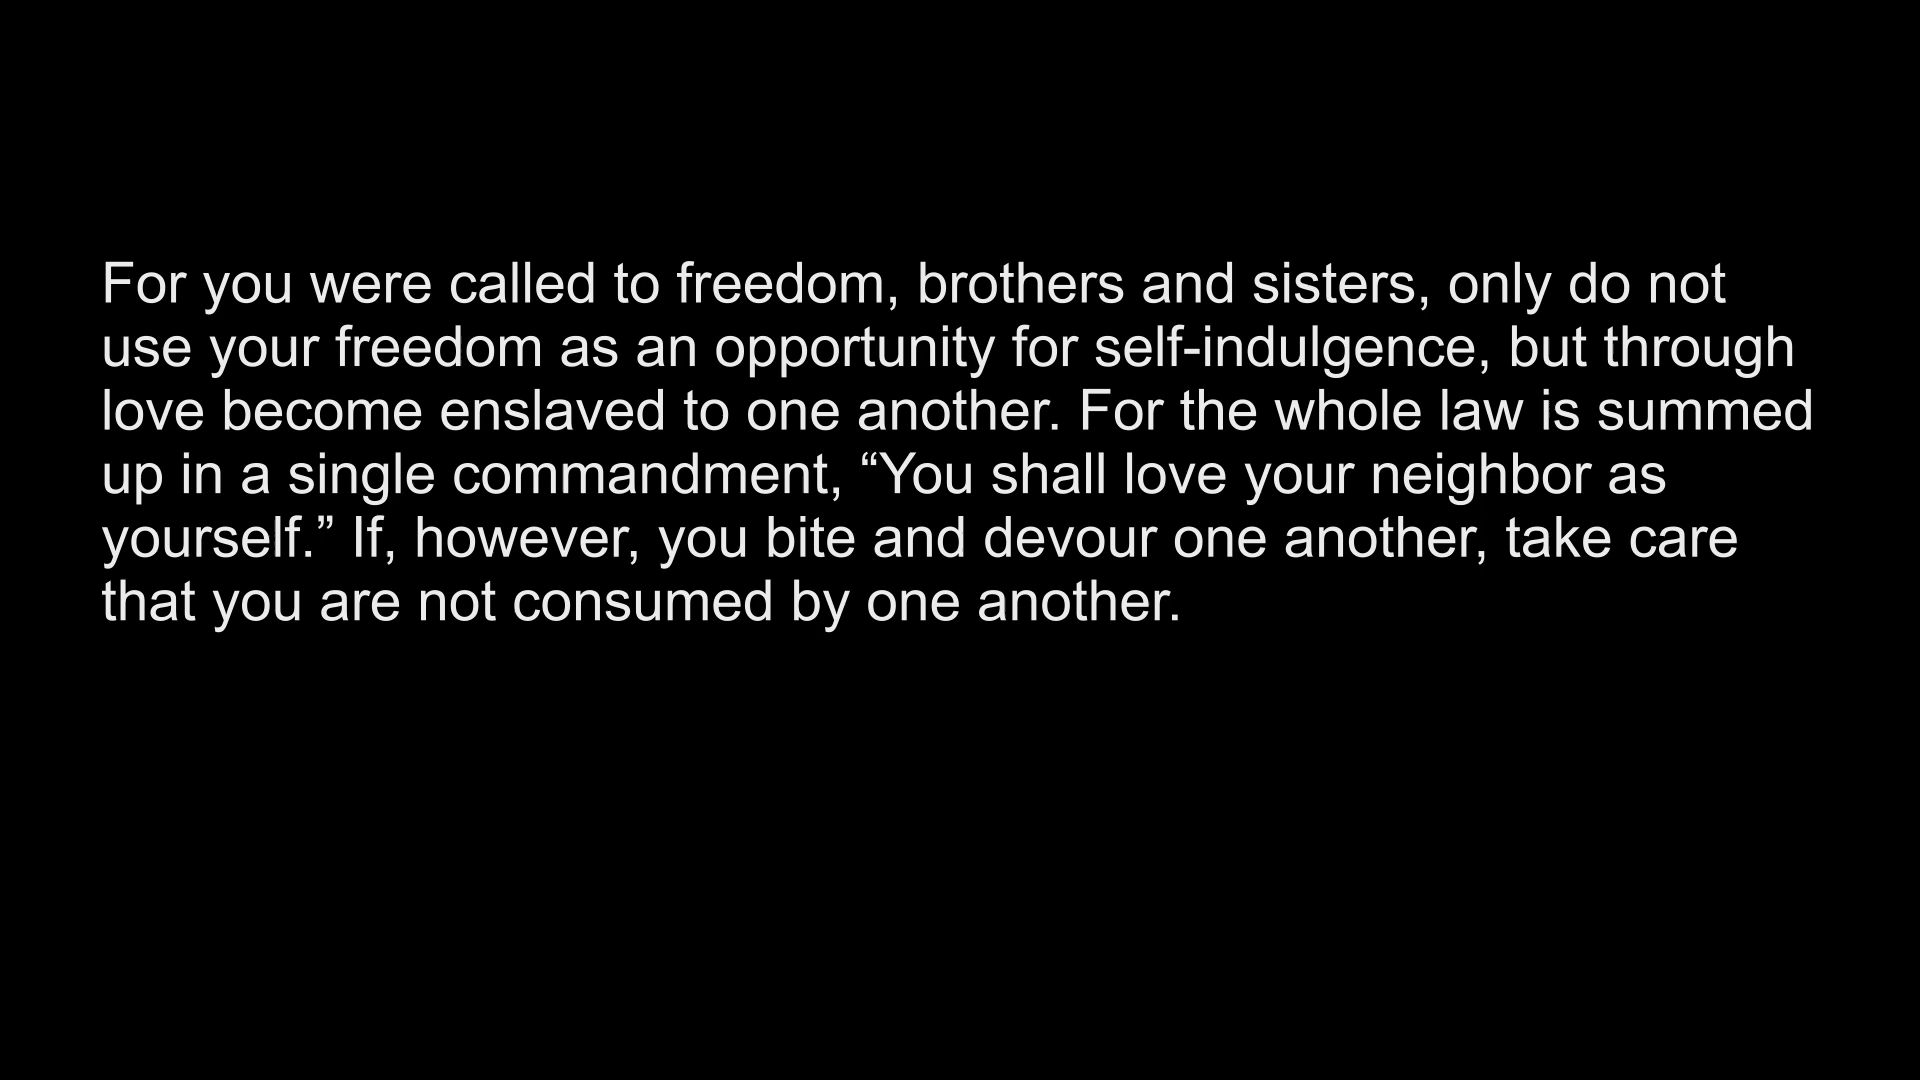 For you were called to freedom, brothers and sisters, only do not
use your freedom as an opportunity for self-indulgence, but through
love become enslaved to one another. For the whole law is summed
up in a single commandment, “You shall love your neighbor as
yourself.” If, however, you bite and devour one another, take care
that you are not consumed by one another.